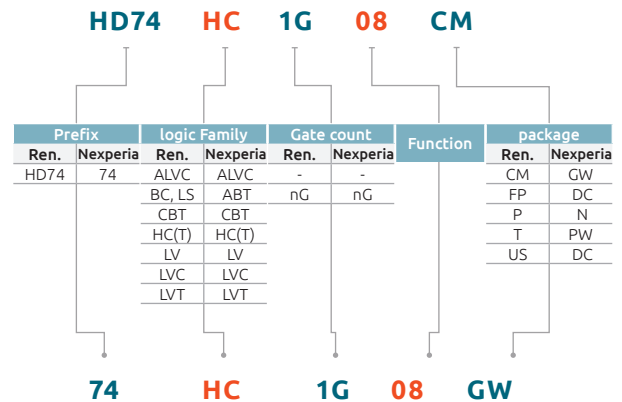 HD74 HC 1G 08 CM
Prefix logic Family Gate count Function package
Ren. Nexperia Ren. Nexperia Ren. Nexperia Ren. Nexperia
HD74 74 ALVC ALVC - - CM GW
BC, LS ABT nG nG FP DC
CBT CBT P N
HC(T) HC(T) T PW
LV LV US DC
LVC LVC
LVT LVT
74 HC 1G 08 GW